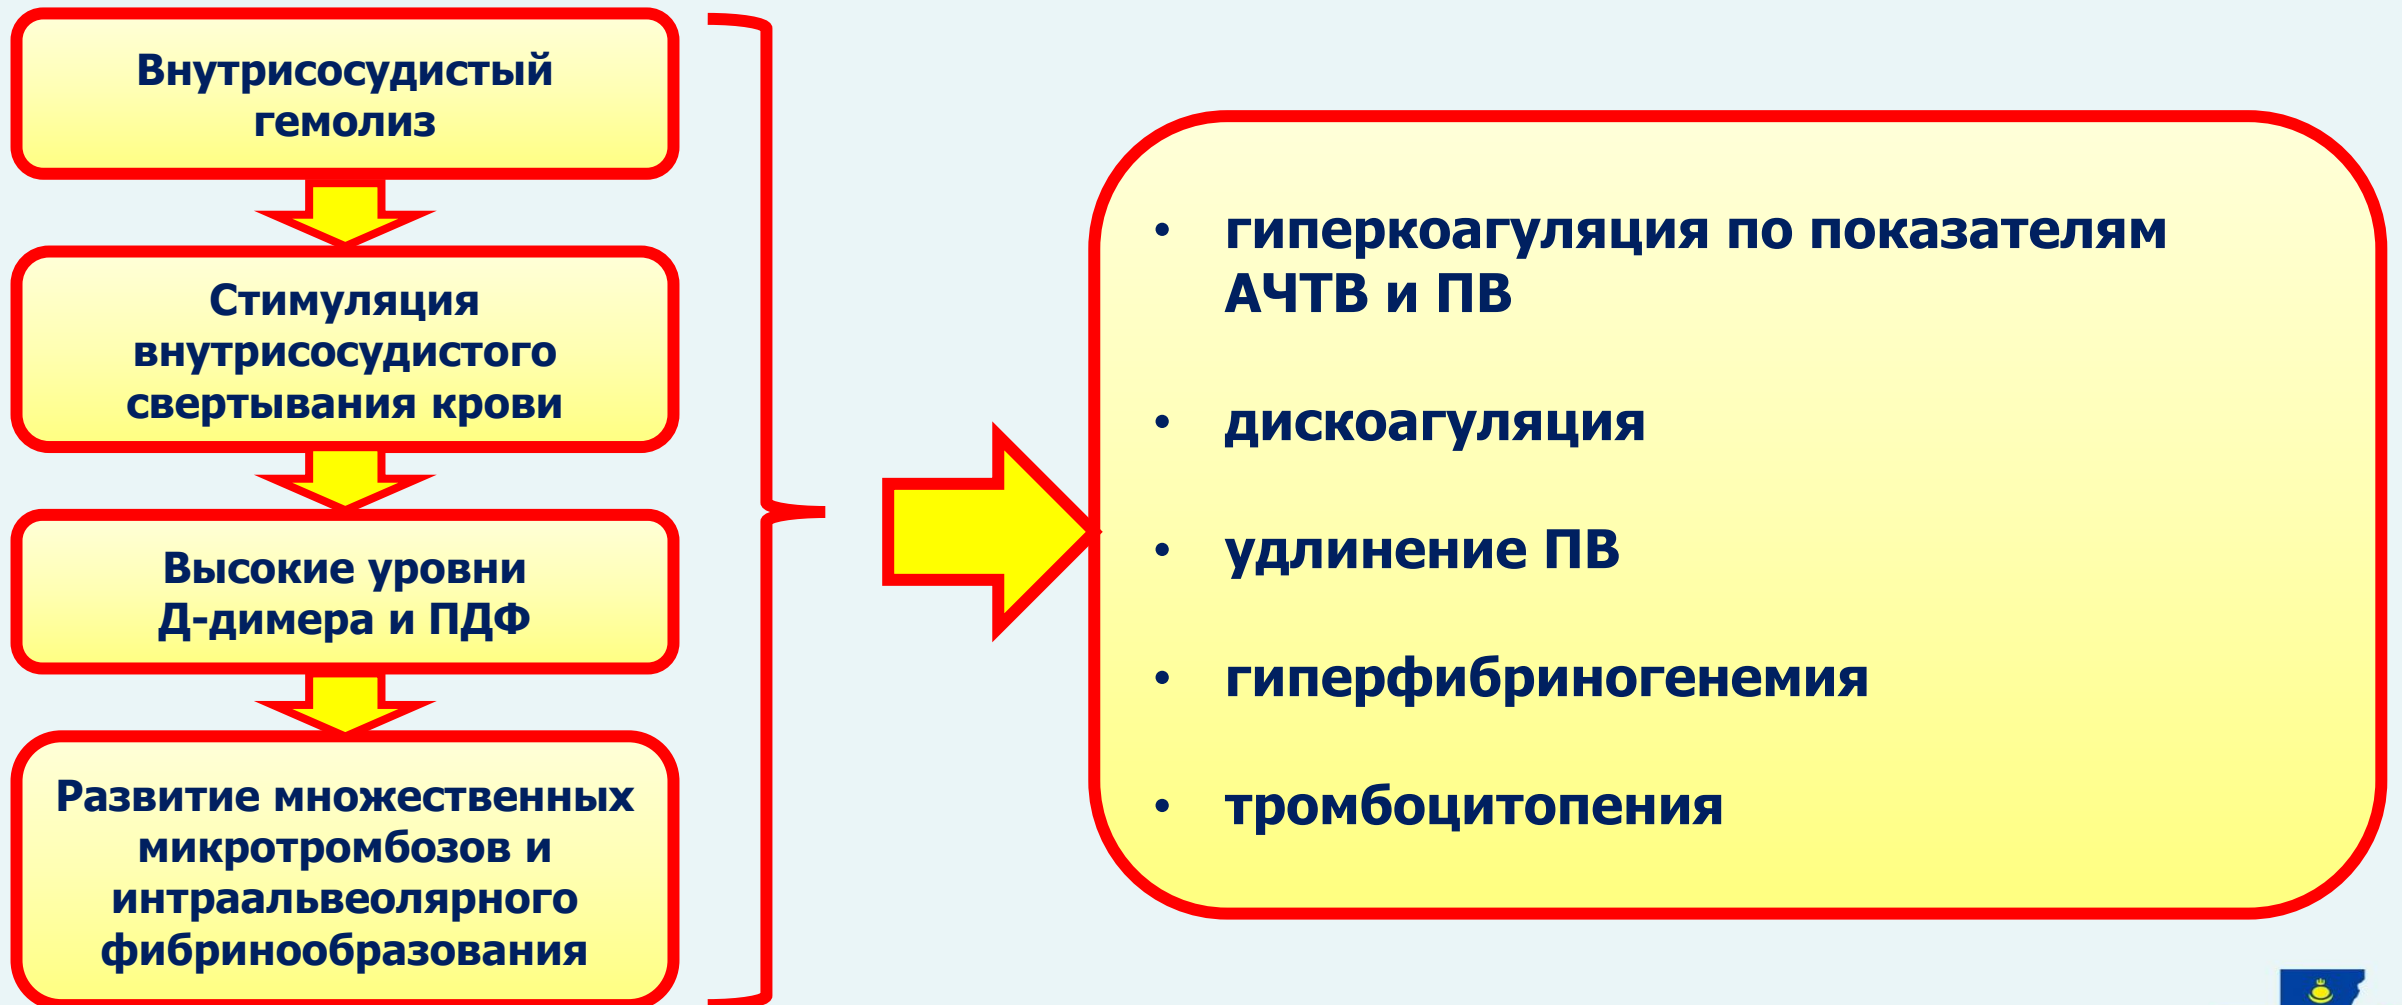 Внутрисосудистый
гемолиз
Стимуляция
внутрисосудистого
свертывания крови
Высокие уровни
Д-димера и ПДФ
Развитие множественных
микротромбозов и
интраальвеолярного
фибринообразования
• гиперкоагуляция по показателям
АЧТВ и ПВ
• дискоагуляция
• удлинение ПВ
• гиперфибриногенемия
• тромбоцитопения